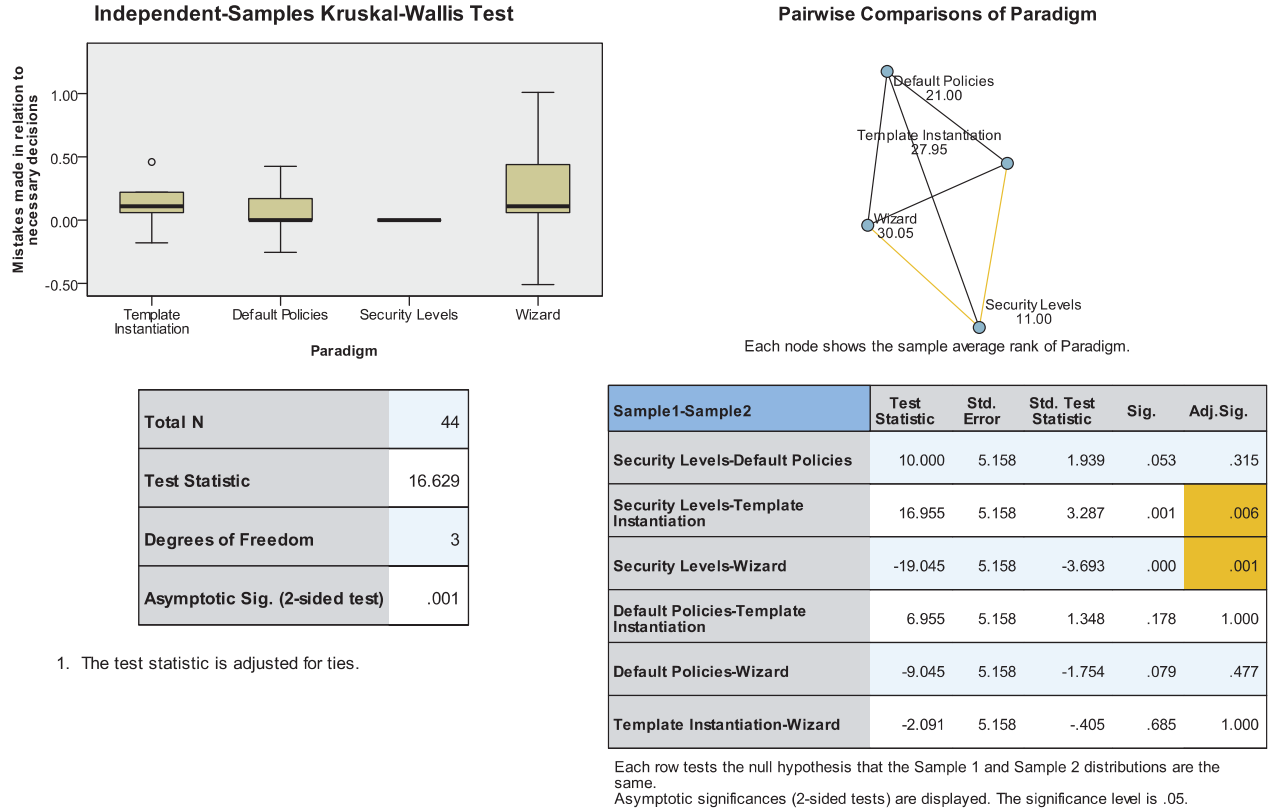 Independent-Samples Kruskal-Wallis Test
Mistakes made in relation to
necessary decisions
1.00
0.50
0.00
-0.50
Template
Instantiation
Default Policies
Security Levels
Wizard
Paradigm
Total N 44
Test Statistic 16.629
Degrees of Freedom 3
Asymptotic Sig. (2-sided test) .001
1. The test statistic is adjusted for ties.
Pairwise Comparisons of Paradigm
Default Policies
21.00
Template Instantiation
27.95
Wizard
30.05
Security Levels
11.00
Each node shows the sample average rank of Paradigm.
Sample1-Sample2 Test Statistic Std. Error Std. Test Statistic Sig. Adj.Sig.
Security Levels-Default Policies 10.000 5.158 1.939 .053 .315
Security Levels-Template
Instantiation 16.955 5.158 3.287 .001 .006
Security Levels-Wizard -19.045 5.158 -3.693 .000 .001
Default Policies-Template
Instantiation 6.955 5.158 1.348 .178 1.000
Default Policies-Wizard -9.045 5.158 -1.754 .079 .477
Template Instantiation-Wizard -2.091 5.158 -.405 .685 1.000
Each row tests the null hypothesis that the Sample 1 and Sample 2 distributions are the
same.
Asymptotic significances (2-sided tests) are displayed. The significance level is .05.